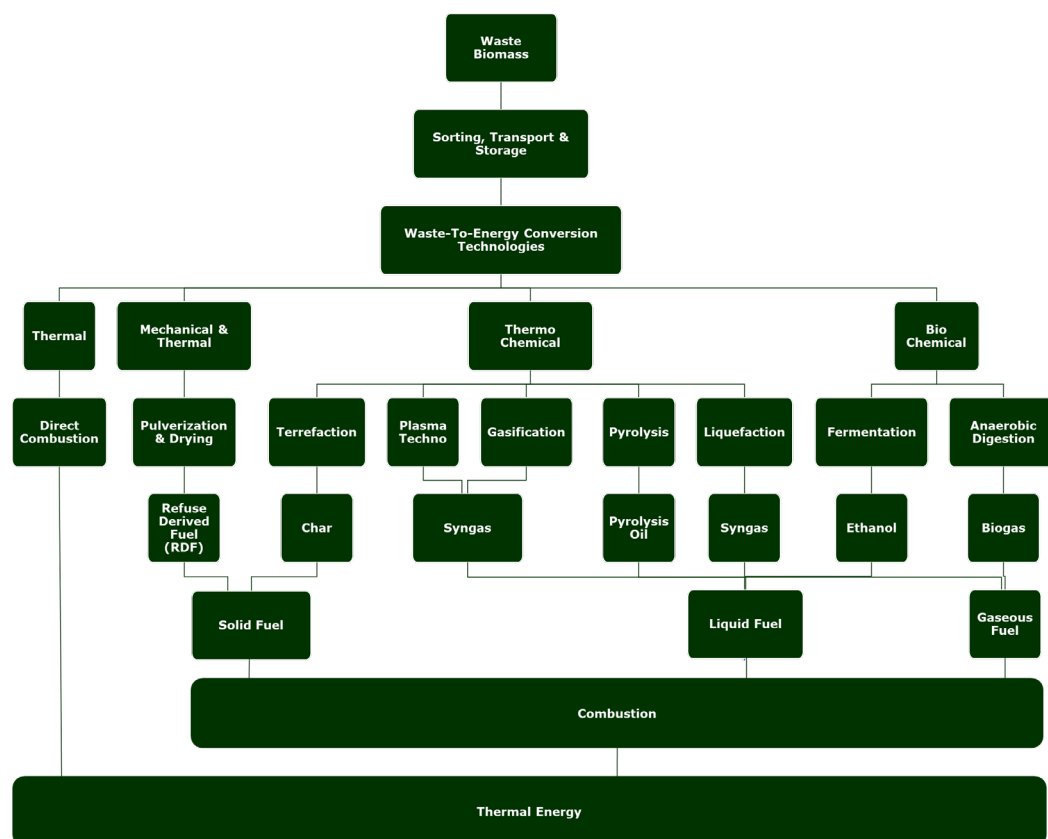 Waste
Biomass
Sorting, Transport &
Storage
Waste-To-Energy Conversion
Technologies
Thermal
Mechanical &
Thermal
Thermo
Chemical
Bio
Chemical
Direct
Combustion
Pulverization
& Drying
Terrefaction
Plasma
Techno
Gasification
Pyrolysis
Liquefaction
Fermentation
Anaerobic
Digestion
Refuse
Derived
Fuel
(RDF)
Char
Syngas
Pyrolysis
Oil
Syngas
Ethanol
Biogas
Solid Fuel
Liquid Fuel
Gaseous
Fuel
Combustion
Thermal Energy